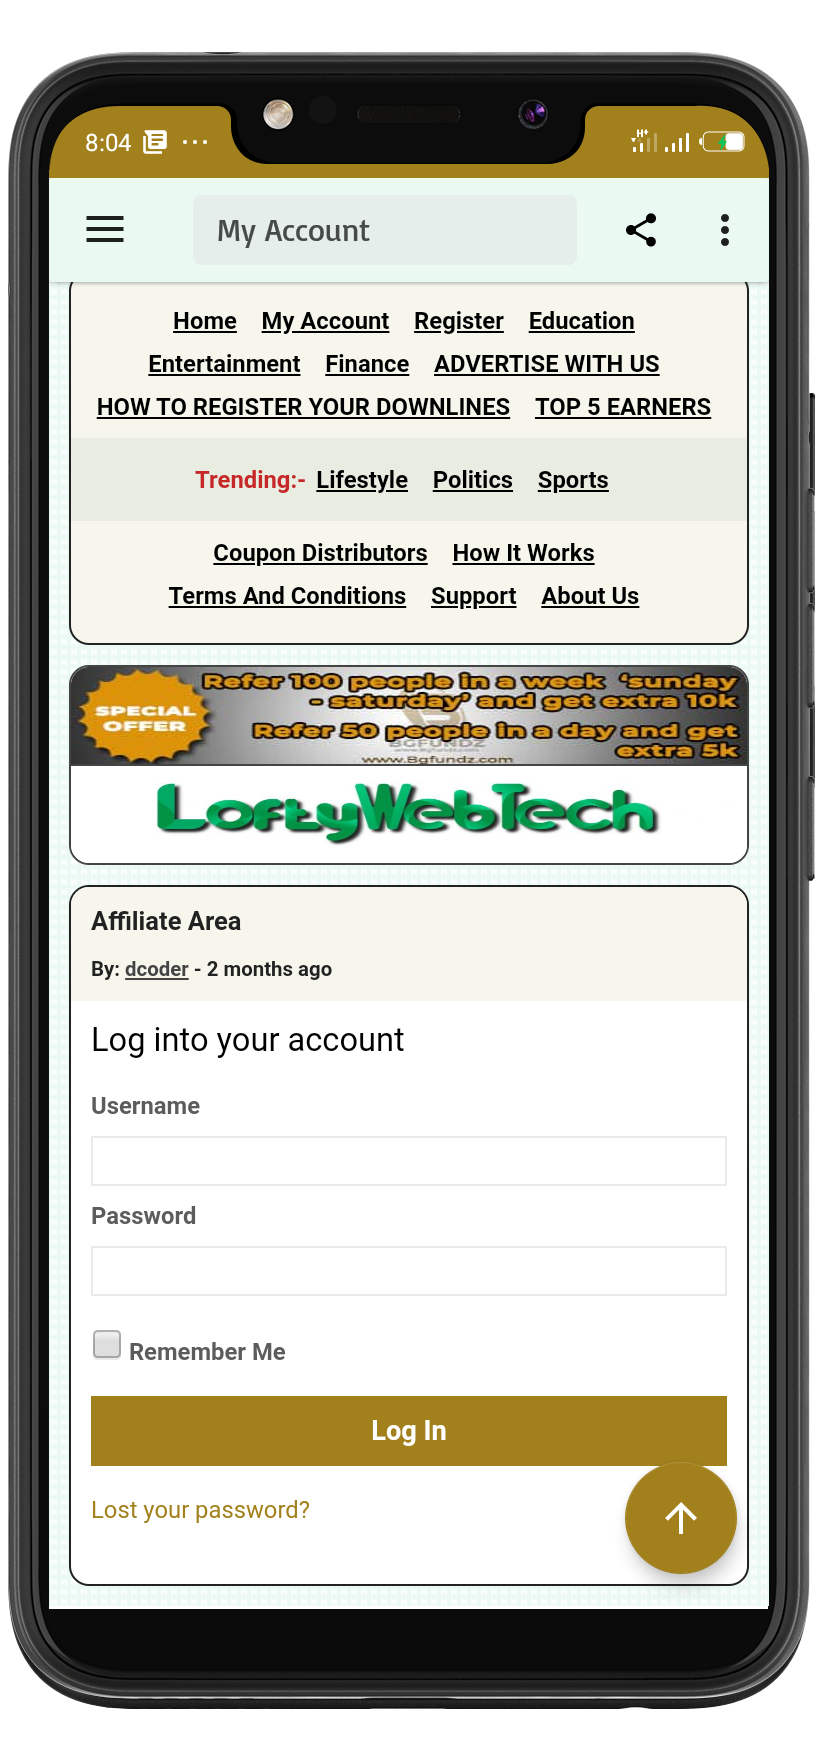 8:04
My Account
Home My Account Register Education
Entertainment Finance ADVERTISE WITH US
HOW TO REGISTER YOUR DOWNLINES TOP 5 EARNERS
Trending:- Lifestyle Politics Sports
Coupon Distributors How It Works
Terms And Conditions Support About Us
SPECIAL OFFER
Refer 100 people in a week 'sunday
- saturday' and get extra 10k
Refer 50 people in a day and get
extra 5k
BGFUNDZ
www.Bgfundz.com
LoftyWebTech
Affiliate Area
By: dcoder - 2 months ago
Log into your account
Username
Password
Remember Me
Log In
Lost your password?